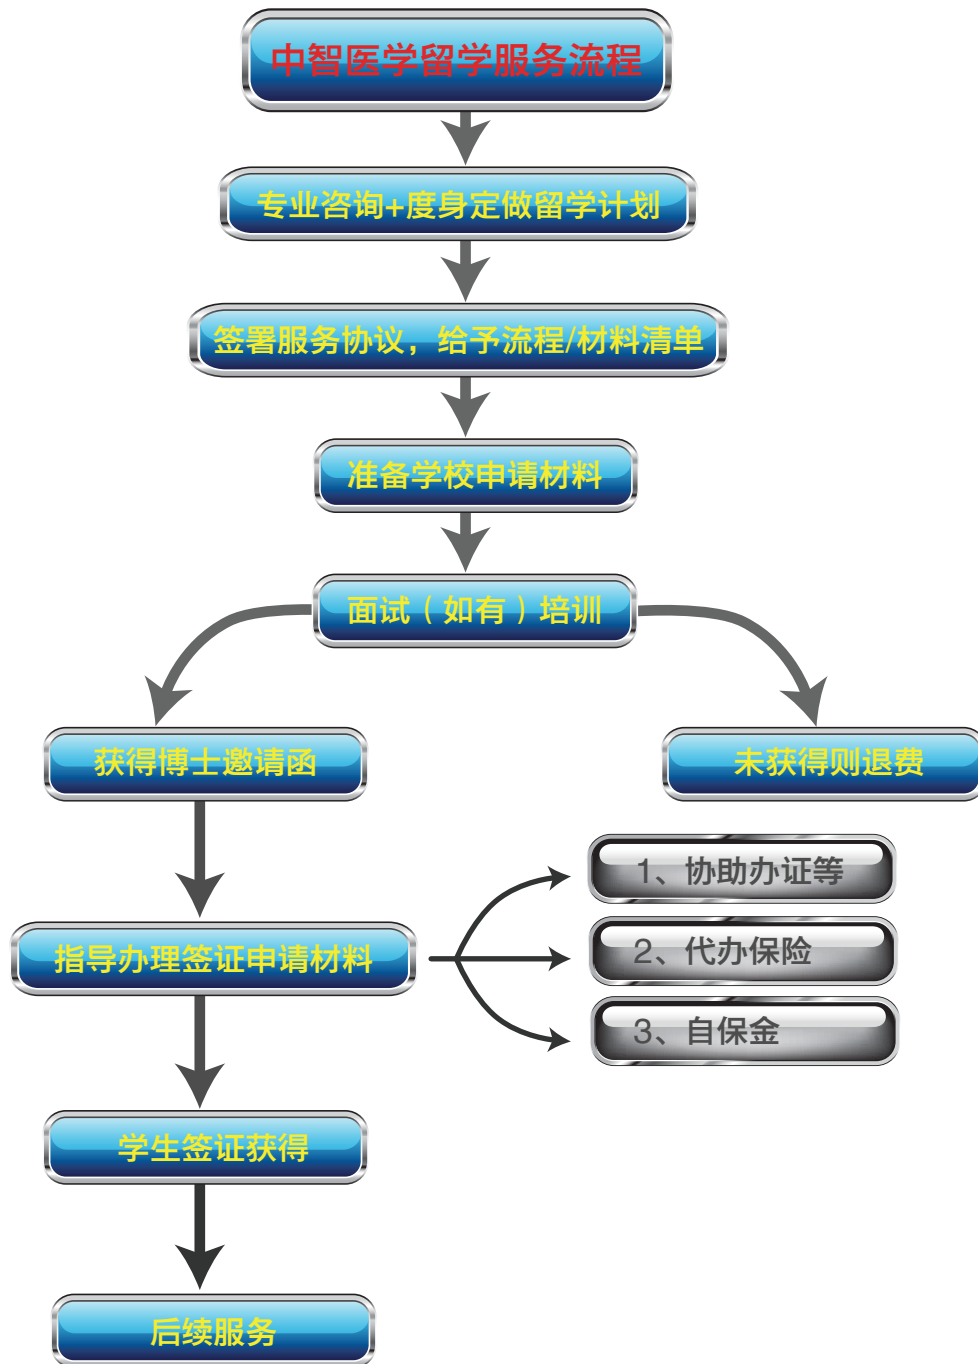 中智医学留学服务流程
专业咨询+度身定做留学计划
签署服务协议，给予流程/材料清单
准备学校申请材料
面试（如有）培训
获得博士邀请函
未获得则退费
1、协助办证等
指导办理签证申请材料
2、代办保险
3、自保金
学生签证获得
后续服务